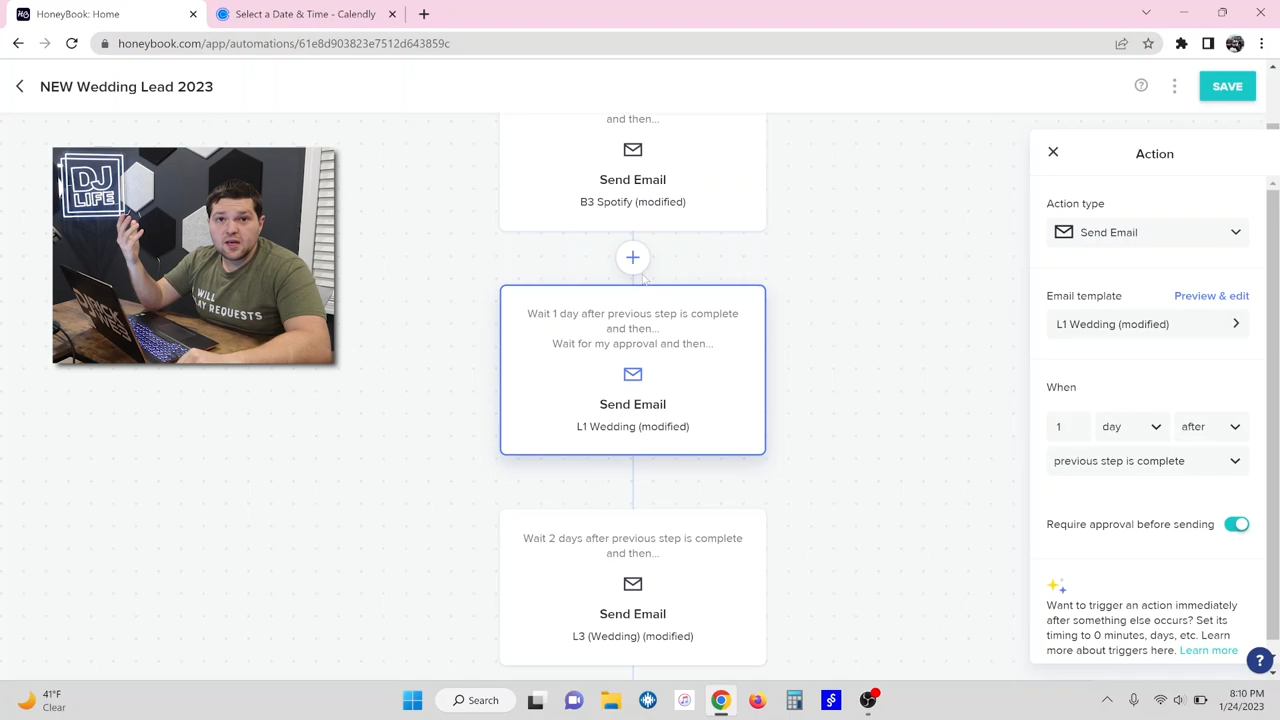 HoneyBook: Home
Select a Date & Time - Calendly
honeybook.com/app/automations/61e8d903823e7512d643859c
NEW Wedding Lead 2023
SAVE
and then...
Send Email
B3 Spotify (modified)
Wait 1 day after previous step is complete
and then...
Wait for my approval and then...
Send Email
L1 Wedding (modified)
Wait 2 days after previous step is complete
and then...
Send Email
L3 (Wedding) (modified)
Action
Action type
Send Email
Email template
Preview & edit
L1 Wedding (modified)
When
1
day
after
previous step is complete
Require approval before sending
Want to trigger an action immediately
after something else occurs? Set its
timing to 0 minutes, days, etc. Learn
more about triggers here. Learn more
DJ
LIFE
I WILL
REQUESTS
41°F
Clear
Search
8:10 PM
1/24/2023